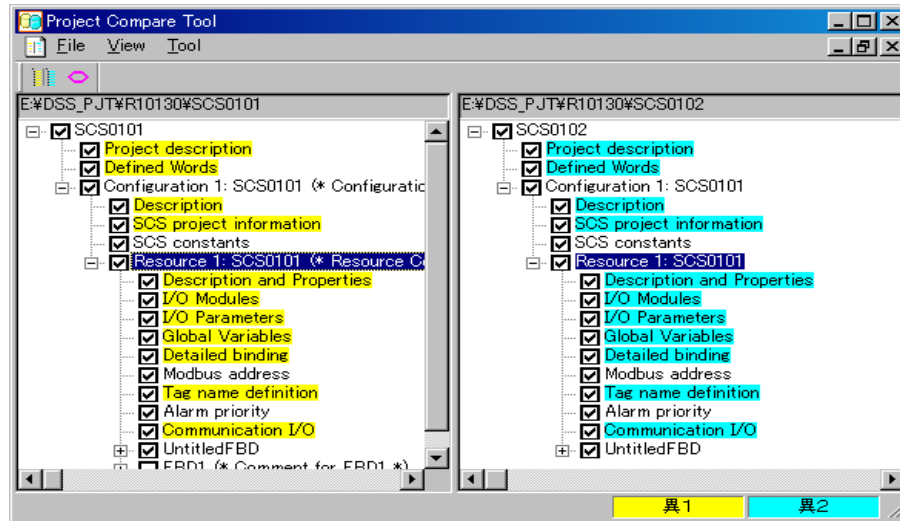 Project Compare Tool
File View Tool
E:¥DSS_PJT¥R10130¥SCS0101
SCS0101
Project description
Defined Words
Configuration 1: SCS0101 (* Configuratic
Description
SCS project information
SCS constants
Resource 1: SCS0101 (* Resource Co
Description and Properties
I/O Modules
I/O Parameters
Global Variables
Detailed binding
Modbus address
Tag name definition
Alarm priority
Communication I/O
UntitledFBD
FBD1 (* Comment for FBD1 *)
E:¥DSS_PJT¥R10130¥SCS0102
SCS0102
Project description
Defined Words
Configuration 1: SCS0101
Description
SCS project information
SCS constants
Resource 1: SCS0101
Description and Properties
I/O Modules
I/O Parameters
Global Variables
Detailed binding
Modbus address
Tag name definition
Alarm priority
Communication I/O
UntitledFBD
異1 異2